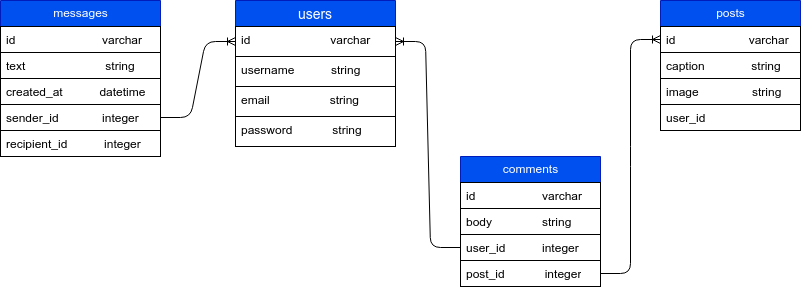 messages
id varchar
text string
created_at datetime
sender_id integer
recipient_id integer
users
id varchar
username string
email string
password string
posts
id varchar
caption string
image string
user_id
comments
id varchar
body string
user_id integer
post_id integer